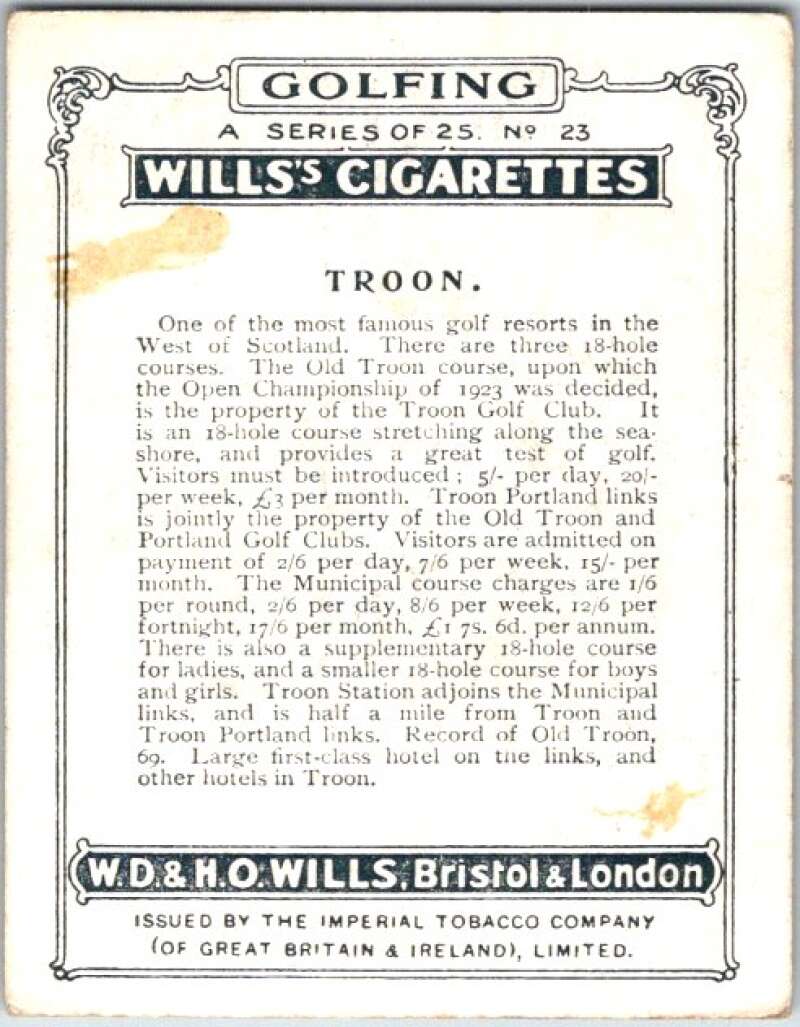 GOLFING
A SERIES OF 25. Nº 23
WILLS'S CIGARETTES
TROON.
One of the most famous golf resorts in the
West of Scotland. There are three 18-hole
courses. The Old Troon course, upon which
the Open Championship of 1923 was decided,
is the property of the Troon Golf Club. It
is an 18-hole course stretching along the sea-
shore, and provides a great test of golf.
Visitors must be introduced; 5/- per day, 20/-
per week, £3 per month. Troon Portland links
is jointly the property of the Old Troon and
Portland Golf Clubs. Visitors are admitted on
payment of 2/6 per day, 7/6 per week, 15/- per
month. The Municipal course charges are 1/6
per round, 2/6 per day, 8/6 per week, 12/6 per
fortnight, 17/6 per month, £1 7s. 6d. per annum.
There is also a supplementary 18-hole course
for ladies, and a smaller 18-hole course for boys
and girls. Troon Station adjoins the Municipal
links, and is half a mile from Troon and
Troon Portland links. Record of Old Troon,
69. Large first-class hotel on the links, and
other hotels in Troon.
W.D. & H.O. WILLS, Bristol & London
ISSUED BY THE IMPERIAL TOBACCO COMPANY
(OF GREAT BRITAIN & IRELAND), LIMITED.